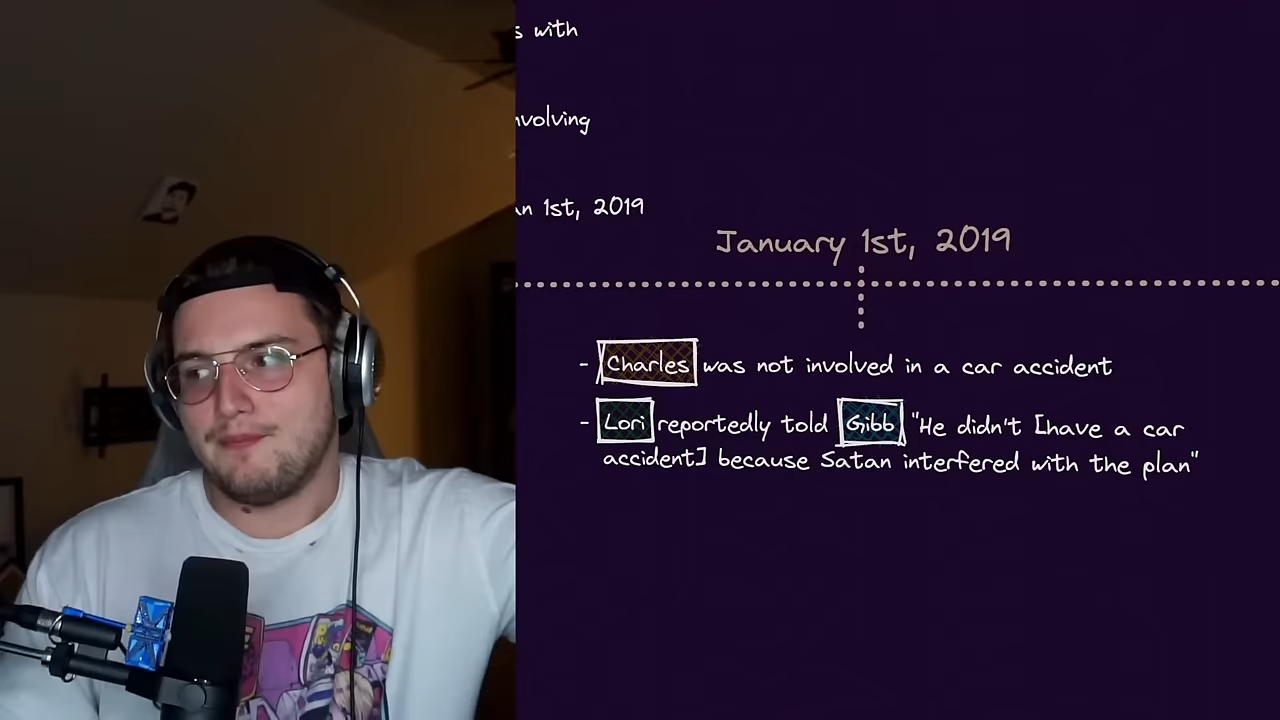 s with
nvolving
an 1st, 2019
January 1st, 2019
- Charles was not involved in a car accident
- Lori reportedly told Gibb "He didn't [have a car
accident] because Satan interfered with the plan"